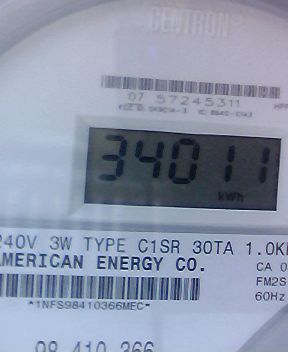 CENTRON®
07 57245311
34011
kWh
240V 3W TYPE C1SR 30TA 1.0K
AMERICAN ENERGY CO.
CA 0
FM2S
60Hz
*1NFS98410366MEC*
98 410 366